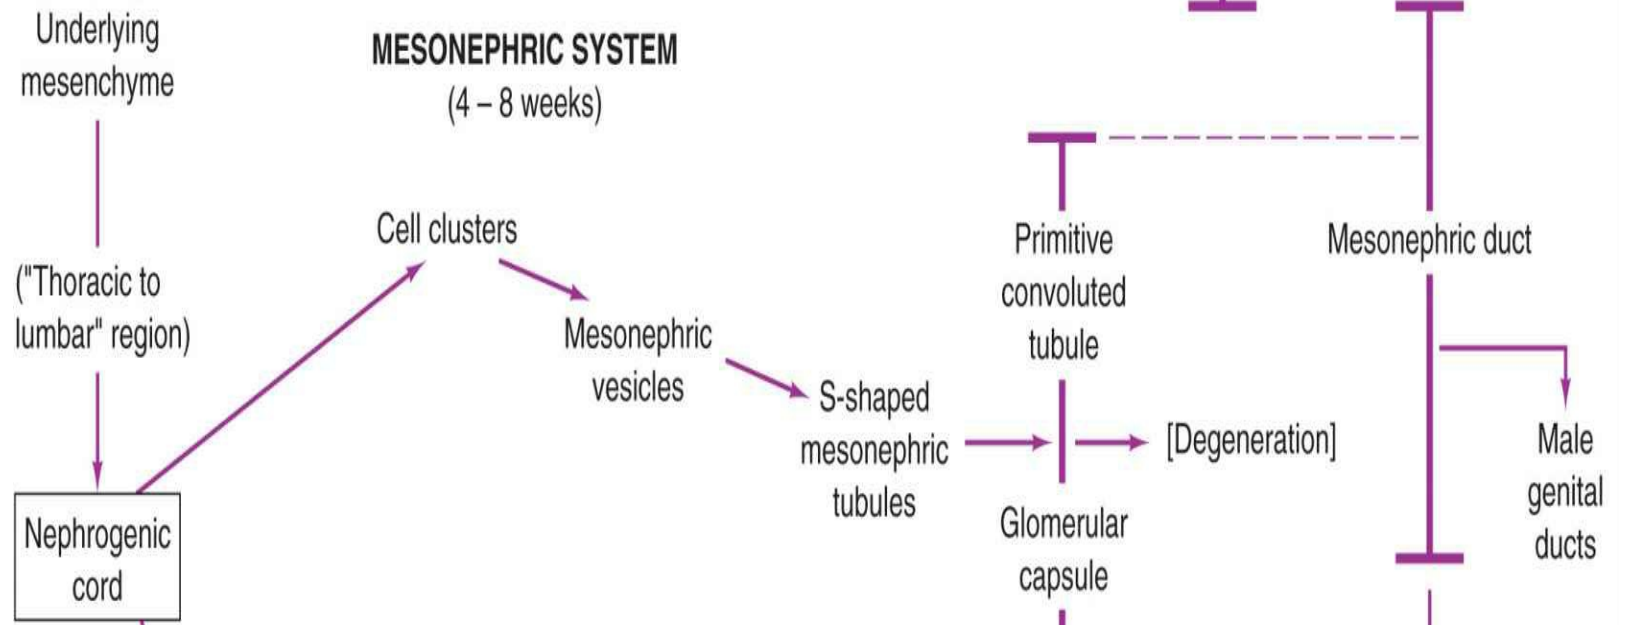 Underlying
mesenchyme
MESONEPHRIC SYSTEM
(4 – 8 weeks)
("Thoracic to
lumbar" region)
Nephrogenic
cord
Cell clusters
Mesonephric
vesicles
S-shaped
mesonephric
tubules
Primitive
convoluted
tubule
Glomerular
capsule
[Degeneration]
Mesonephric duct
Male
genital
ducts